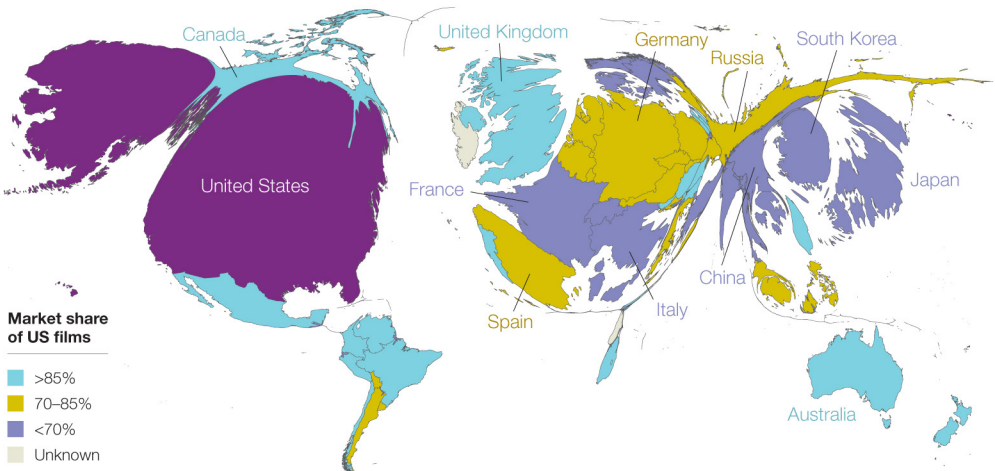 Canada
United Kingdom
Germany
Russia
South Korea
United States
France
Japan
China
Spain
Italy
Australia
Market share
of US films
>85%
70–85%
<70%
Unknown